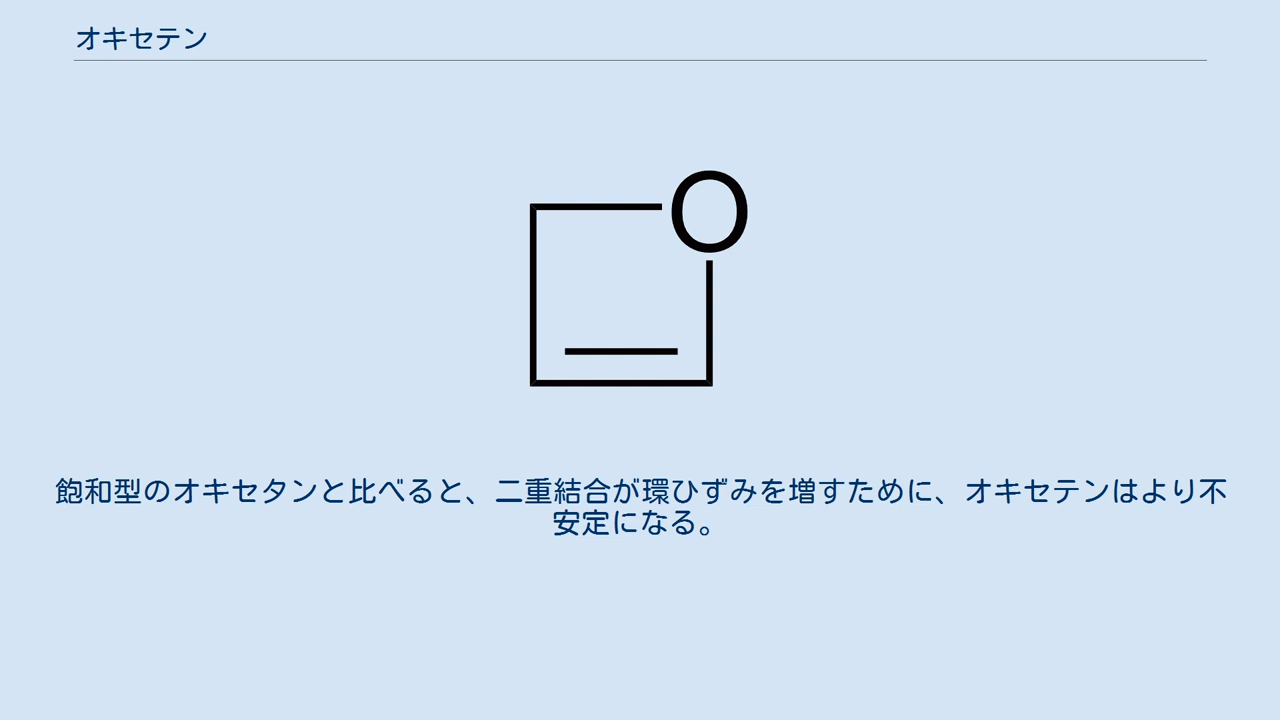 オキセテン
O
飽和型のオキセタンと比べると、二重結合が環ひずみを増すために、オキセテンはより不
安定になる。